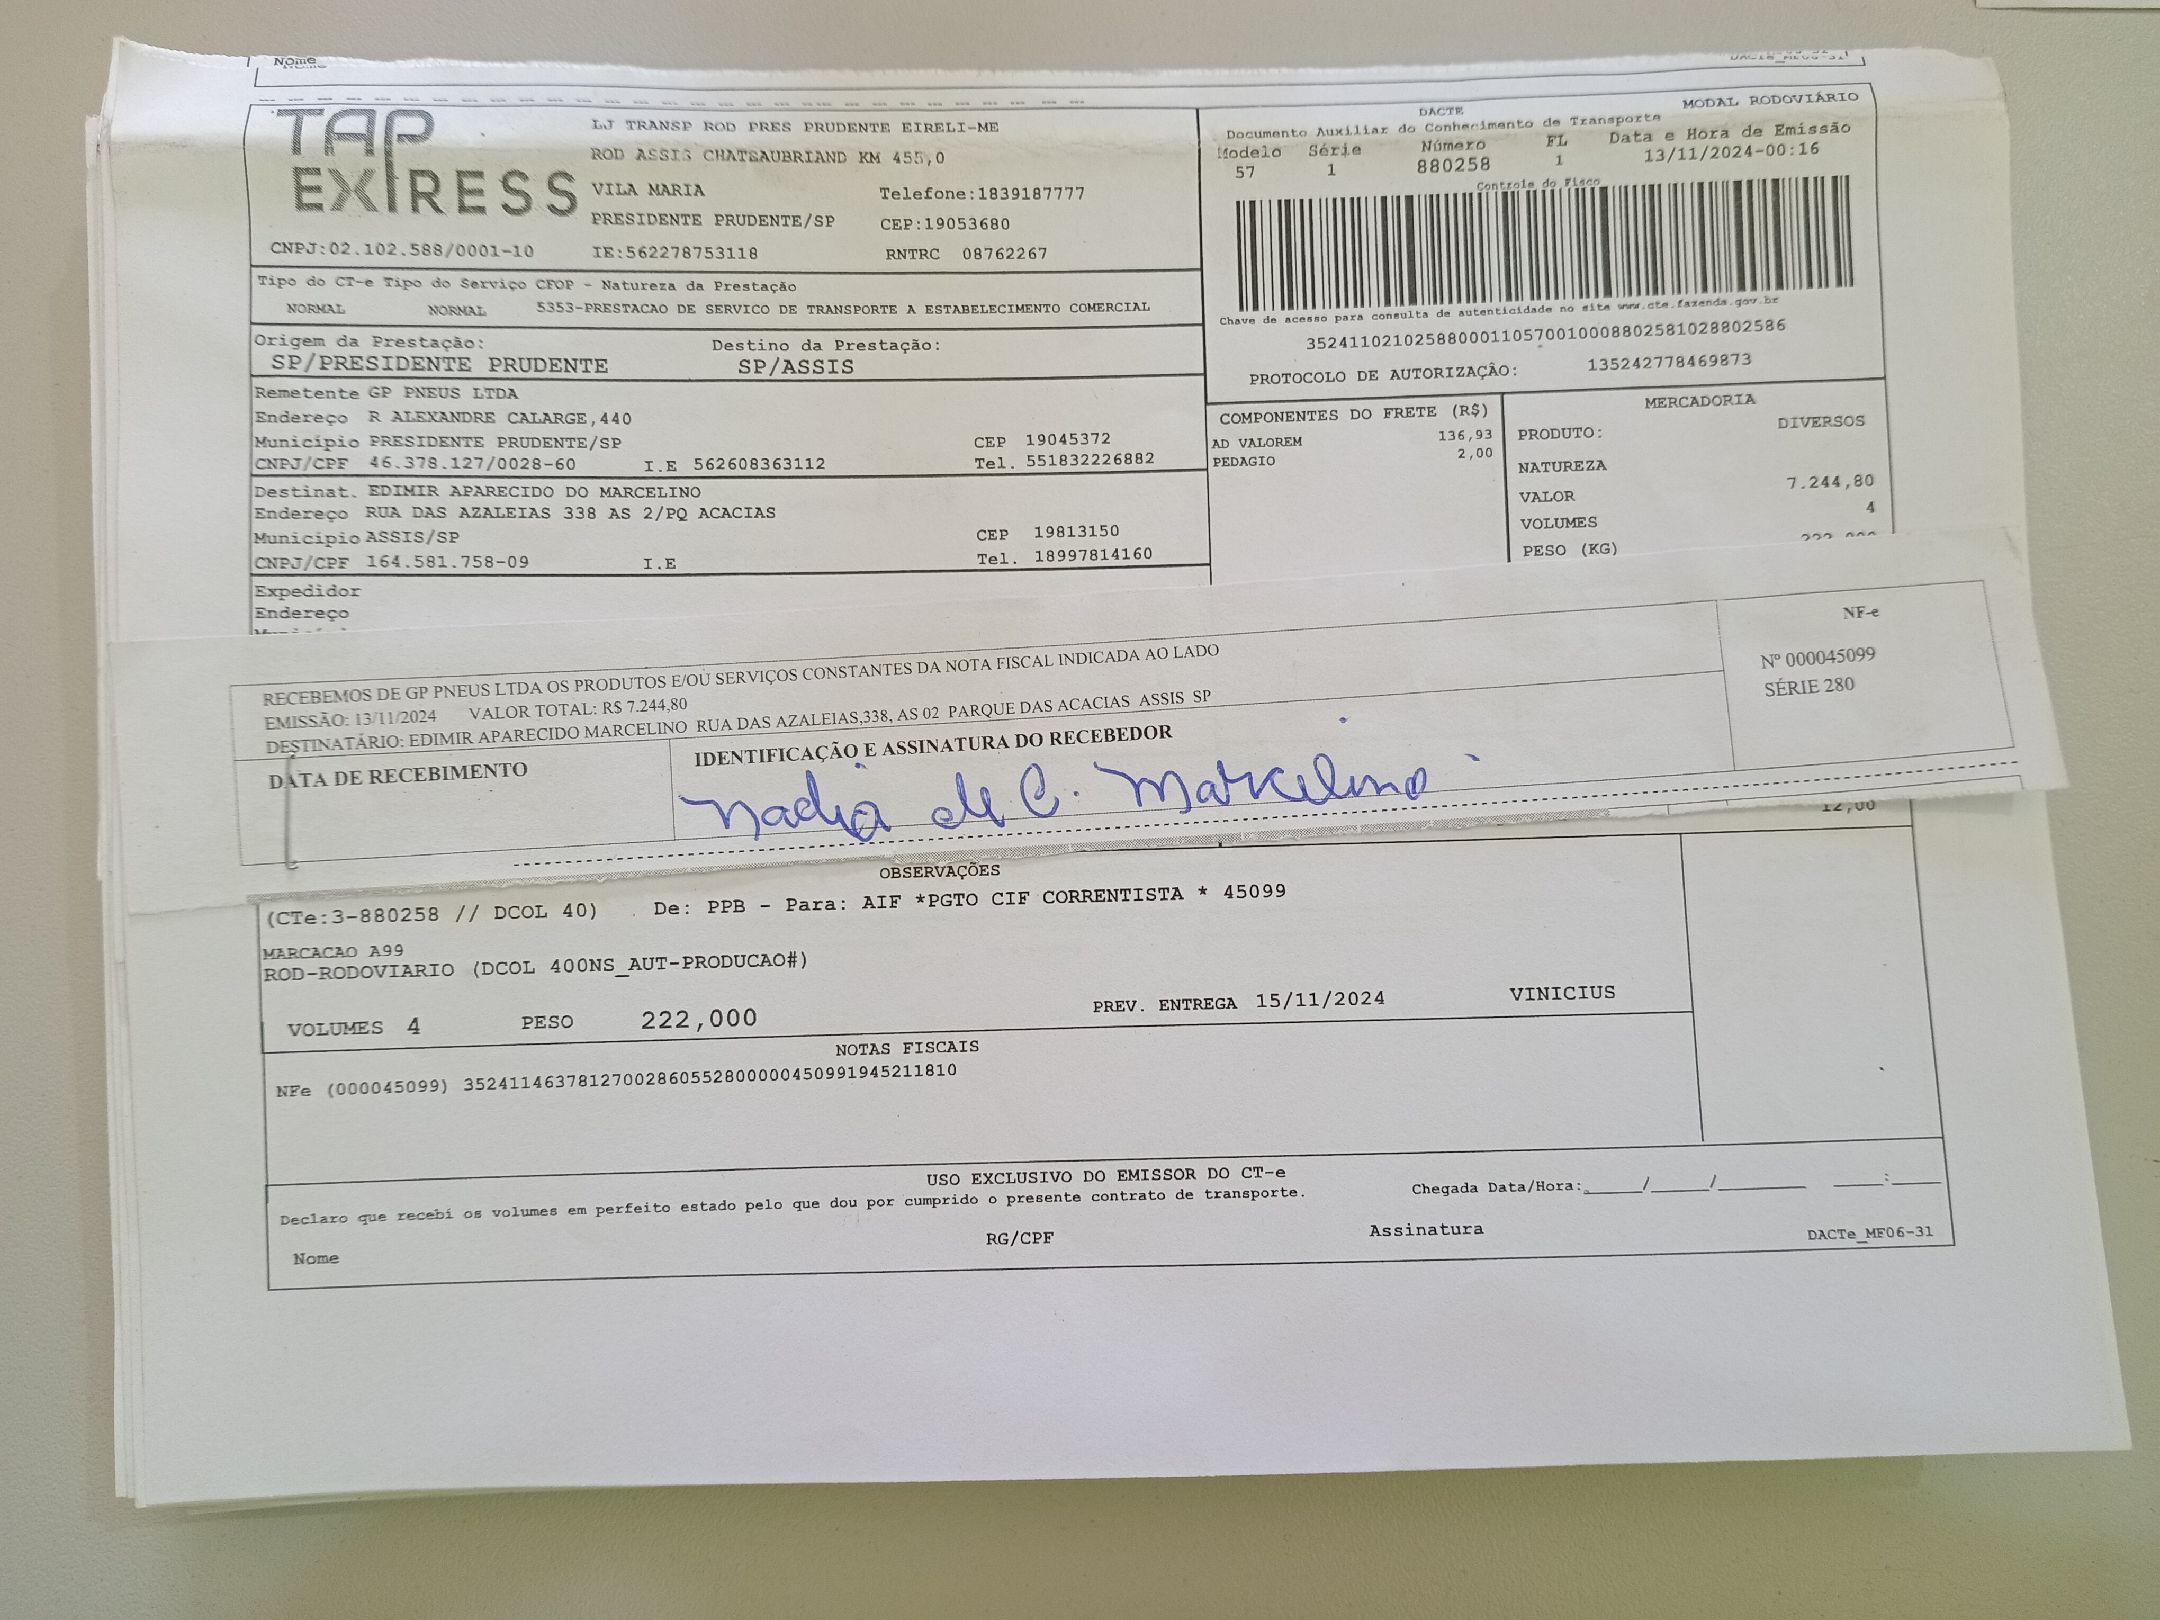 Nome
TAP EXPRESS
LJ TRANSP ROD PRES PRUDENTE EIRELI-ME
ROD ASSIS CHATEAUBRIAND KM 455,0
VILA MARIA Telefone:1839187777
PRESIDENTE PRUDENTE/SP CEP:19053680
CNPJ:02.102.588/0001-10 IE:562278753118 RNTRC 08762267
DACTE MODAL RODOVIÁRIO
Documento Auxiliar do Conhecimento de Transporte
Modelo Série Número FL Data e Hora de Emissão
57 1 880258 1 13/11/2024-00:16
Controle do Fisco
Chave de acesso para consulta de autenticidade no site www.cte.fazenda.gov.br
35241102102588000110570010008802581028802586
PROTOCOLO DE AUTORIZAÇÃO: 135242778469873
Tipo do CT-e Tipo do Serviço CFOP - Natureza da Prestação
NORMAL NORMAL 5353-PRESTACAO DE SERVICO DE TRANSPORTE A ESTABELECIMENTO COMERCIAL
Origem da Prestação: Destino da Prestação:
SP/PRESIDENTE PRUDENTE SP/ASSIS
Remetente GP PNEUS LTDA
Endereço R ALEXANDRE CALARGE,440
Município PRESIDENTE PRUDENTE/SP CEP 19045372
CNPJ/CPF 46.378.127/0028-60 I.E 562608363112 Tel. 551832226882
Destinat. EDIMIR APARECIDO DO MARCELINO
Endereço RUA DAS AZALEIAS 338 AS 2/PQ ACACIAS
Município ASSIS/SP CEP 19813150
CNPJ/CPF 164.581.758-09 I.E Tel. 18997814160
Expedidor
Endereço
COMPONENTES DO FRETE (R$)
AD VALOREM 136,93
PEDAGIO 2,00
MERCADORIA
PRODUTO: DIVERSOS
NATUREZA
VALOR 7.244,80
VOLUMES 4
PESO (KG)
RECEBEMOS DE GP PNEUS LTDA OS PRODUTOS E/OU SERVIÇOS CONSTANTES DA NOTA FISCAL INDICADA AO LADO
EMISSÃO: 13/11/2024 VALOR TOTAL: R$ 7.244,80
DESTINATÁRIO: EDIMIR APARECIDO MARCELINO RUA DAS AZALEIAS,338, AS 02 PARQUE DAS ACACIAS ASSIS SP
DATA DE RECEBIMENTO
IDENTIFICAÇÃO E ASSINATURA DO RECEBEDOR
Nadia de C. Marcelino
NF-e
Nº 000045099
SÉRIE 280
12,00
OBSERVAÇÕES
(CTe:3-880258 // DCOL 40) . De: PPB - Para: AIF *PGTO CIF CORRENTISTA * 45099
MARCACAO A99
ROD-RODOVIARIO (DCOL 400NS_AUT-PRODUCAO#)
VOLUMES 4 PESO 222,000 PREV. ENTREGA 15/11/2024 VINICIUS
NOTAS FISCAIS
NFe (000045099) 35241146378127002860552800000450991945211810
USO EXCLUSIVO DO EMISSOR DO CT-e
Declaro que recebi os volumes em perfeito estado pelo que dou por cumprido o presente contrato de transporte. Chegada Data/Hora:_____/_____/________ ____:____
Nome RG/CPF Assinatura DACTe_MF06-31